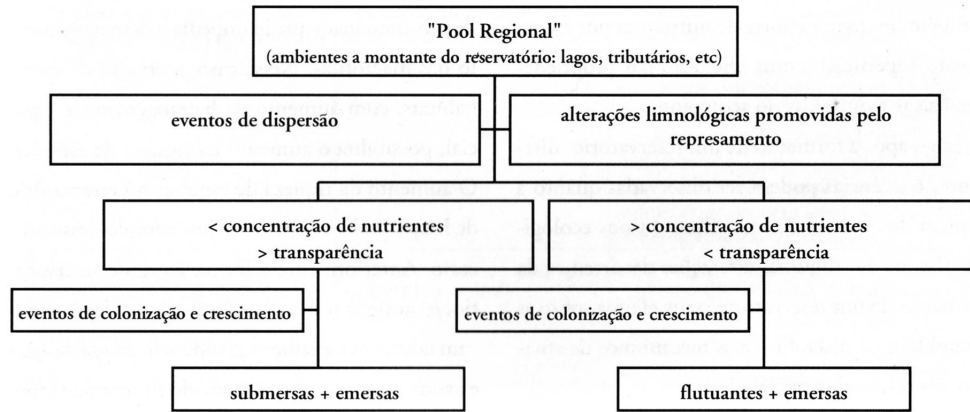 "Pool Regional"
(ambientes a montante do reservatório: lagos, tributários, etc)
eventos de dispersão
alterações limnológicas promovidas pelo
represamento
< concentração de nutrientes
> transparência
> concentração de nutrientes
< transparência
eventos de colonização e crescimento
eventos de colonização e crescimento
submersas + emersas
flutuantes + emersas